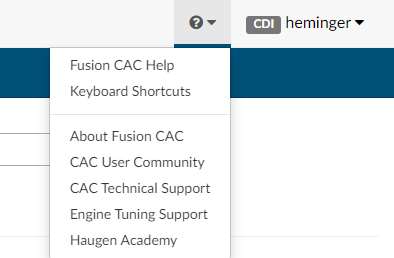 CDI heminger
Fusion CAC Help
Keyboard Shortcuts
About Fusion CAC
CAC User Community
CAC Technical Support
Engine Tuning Support
Haugen Academy